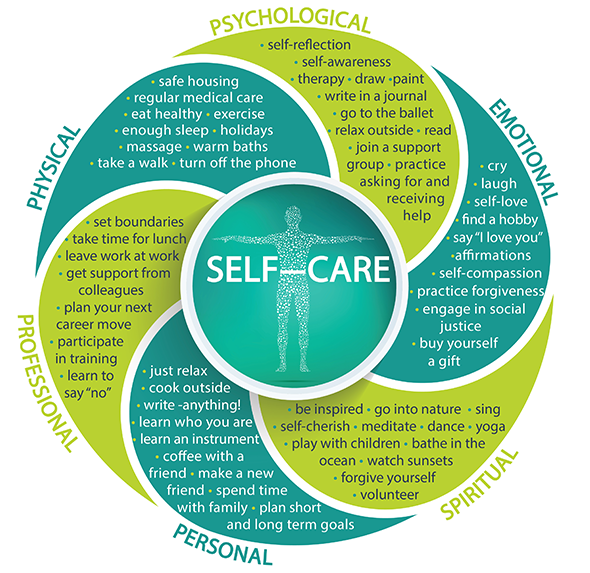 PSYCHOLOGICAL
• self-reflection
• self-awareness
• therapy • draw • paint
• write in a journal
• go to the ballet
• relax outside • read
• join a support
group • practice
asking for and
receiving
help
EMOTIONAL
• cry
• laugh
• self-love
• find a hobby
• say "I love you"
• affirmations
• self-compassion
• practice forgiveness
• engage in social
justice
• buy yourself
a gift
SPIRITUAL
• be inspired • go into nature • sing
• self-cherish • meditate • dance • yoga
• play with children • bathe in the
ocean • watch sunsets
• forgive yourself
• volunteer
PERSONAL
• just relax
• cook outside
• write -anything!
• learn who you are
• learn an instrument
• coffee with a
friend • make a new
friend • spend time
with family • plan short
and long term goals
PROFESSIONAL
• set boundaries
• take time for lunch
• leave work at work
• get support from
colleagues
• plan your next
career move
• participate
in training
• learn to
say "no"
PHYSICAL
• safe housing
• regular medical care
• eat healthy • exercise
• enough sleep • holidays
• massage • warm baths
• take a walk • turn off the phone
SELF-CARE